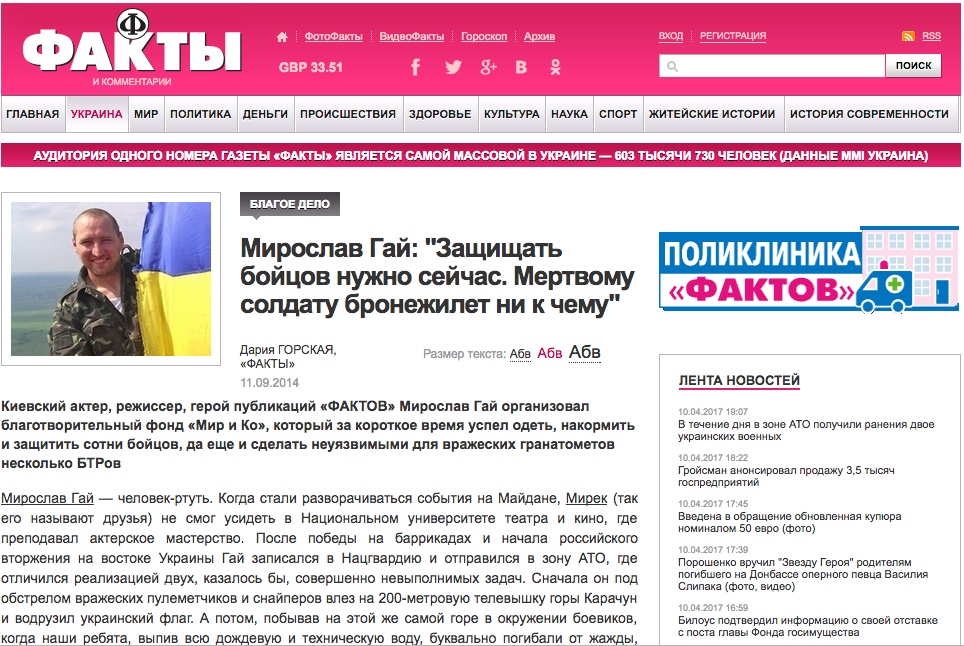 ФАКТЫ
И КОММЕНТАРИИ
ФотоФакты ВидеоФакты Гороскоп Архив
GBP 33.51
ВХОД РЕГИСТРАЦИЯ RSS
ПОИСК
ГЛАВНАЯ УКРАИНА МИР ПОЛИТИКА ДЕНЬГИ ПРОИСШЕСТВИЯ ЗДОРОВЬЕ КУЛЬТУРА НАУКА СПОРТ ЖИТЕЙСКИЕ ИСТОРИИ ИСТОРИЯ СОВРЕМЕННОСТИ
АУДИТОРИЯ ОДНОГО НОМЕРА ГАЗЕТЫ «ФАКТЫ» ЯВЛЯЕТСЯ САМОЙ МАССОВОЙ В УКРАИНЕ — 603 ТЫСЯЧИ 730 ЧЕЛОВЕК (ДАННЫЕ MMI УКРАИНА)
БЛАГОЕ ДЕЛО
Мирослав Гай: "Защищать
бойцов нужно сейчас. Мертвому
солдату бронежилет ни к чему"
Дария ГОРСКАЯ,
«ФАКТЫ»
11.09.2014
Размер текста: Абв Абв Абв
Киевский актер, режиссер, герой публикаций «ФАКТОВ» Мирослав Гай организовал
благотворительный фонд «Мир и Ко», который за короткое время успел одеть, накормить
и защитить сотни бойцов, да еще и сделать неуязвимыми для вражеских гранатометов
несколько БТРов
Мирослав Гай — человек-ртуть. Когда стали разворачиваться события на Майдане, Мирек (так
его называют друзья) не смог усидеть в Национальном университете театра и кино, где
преподавал актерское мастерство. После победы на баррикадах и начала российского
вторжения на востоке Украины Гай записался в Нацгвардию и отправился в зону АТО, где
отличился реализацией двух, казалось бы, совершенно невыполнимых задач. Сначала он под
обстрелом вражеских пулеметчиков и снайперов влез на 200-метровую телевышку горы Карачун
и водрузил украинский флаг. А потом, побывав на этой же самой горе в окружении боевиков,
когда наши ребята, выпив всю дождевую и техническую воду, буквально погибали от жажды,
ПОЛИКЛИНИКА
«ФАКТОВ»
ЛЕНТА НОВОСТЕЙ
10.04.2017 19:07
В течение дня в зоне АТО получили ранения двое
украинских военных
10.04.2017 18:22
Гройсман анонсировал продажу 3,5 тысяч
госпредприятий
10.04.2017 17:45
Введена в обращение обновленная купюра
номиналом 50 евро (фото)
10.04.2017 17:39
Порошенко вручил "Звезду Героя" родителям
погибшего на Донбассе оперного певца Василия
Слипака (фото, видео)
10.04.2017 16:59
Билоус подтвердил информацию о своей отставке
с поста главы Фонда госимущества